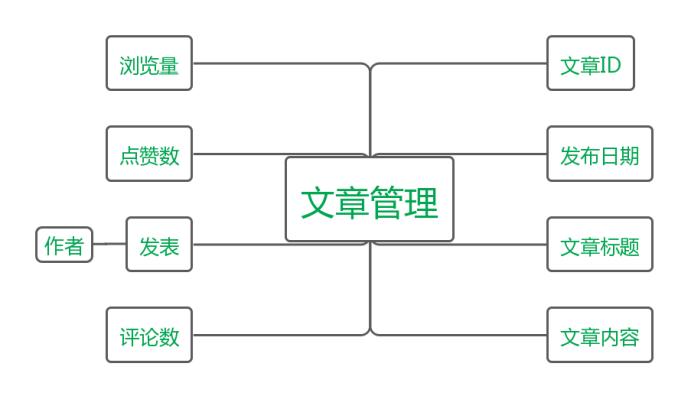 浏览量
文章ID
点赞数
发布日期
文章管理
作者
发表
文章标题
评论数
文章内容